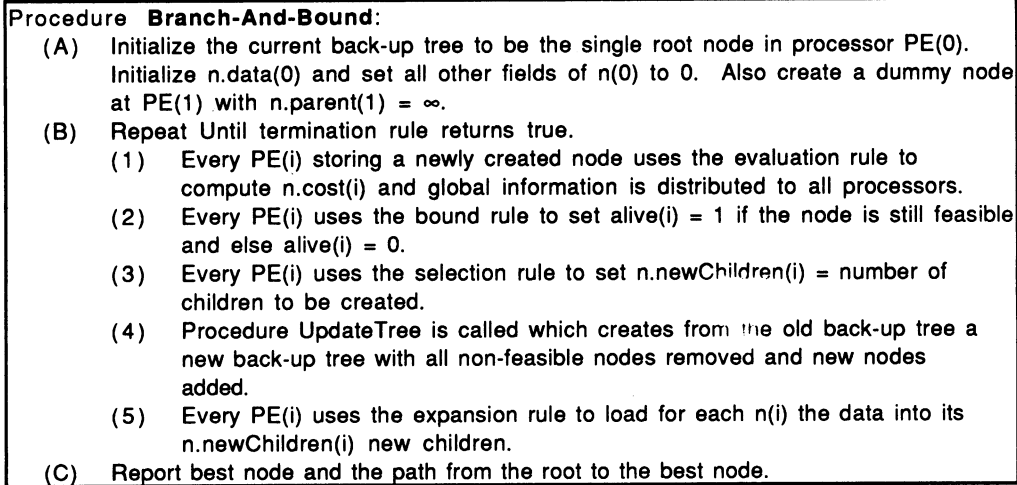 Procedure Branch-And-Bound:
(A) Initialize the current back-up tree to be the single root node in processor PE(0).
Initialize n.data(0) and set all other fields of n(0) to 0. Also create a dummy node
at PE(1) with n.parent(1) = ∞.
(B) Repeat Until termination rule returns true.
(1) Every PE(i) storing a newly created node uses the evaluation rule to
compute n.cost(i) and global information is distributed to all processors.
(2) Every PE(i) uses the bound rule to set alive(i) = 1 if the node is still feasible
and else alive(i) = 0.
(3) Every PE(i) uses the selection rule to set n.newChildren(i) = number of
children to be created.
(4) Procedure UpdateTree is called which creates from the old back-up tree a
new back-up tree with all non-feasible nodes removed and new nodes
added.
(5) Every PE(i) uses the expansion rule to load for each n(i) the data into its
n.newChildren(i) new children.
(C) Report best node and the path from the root to the best node.